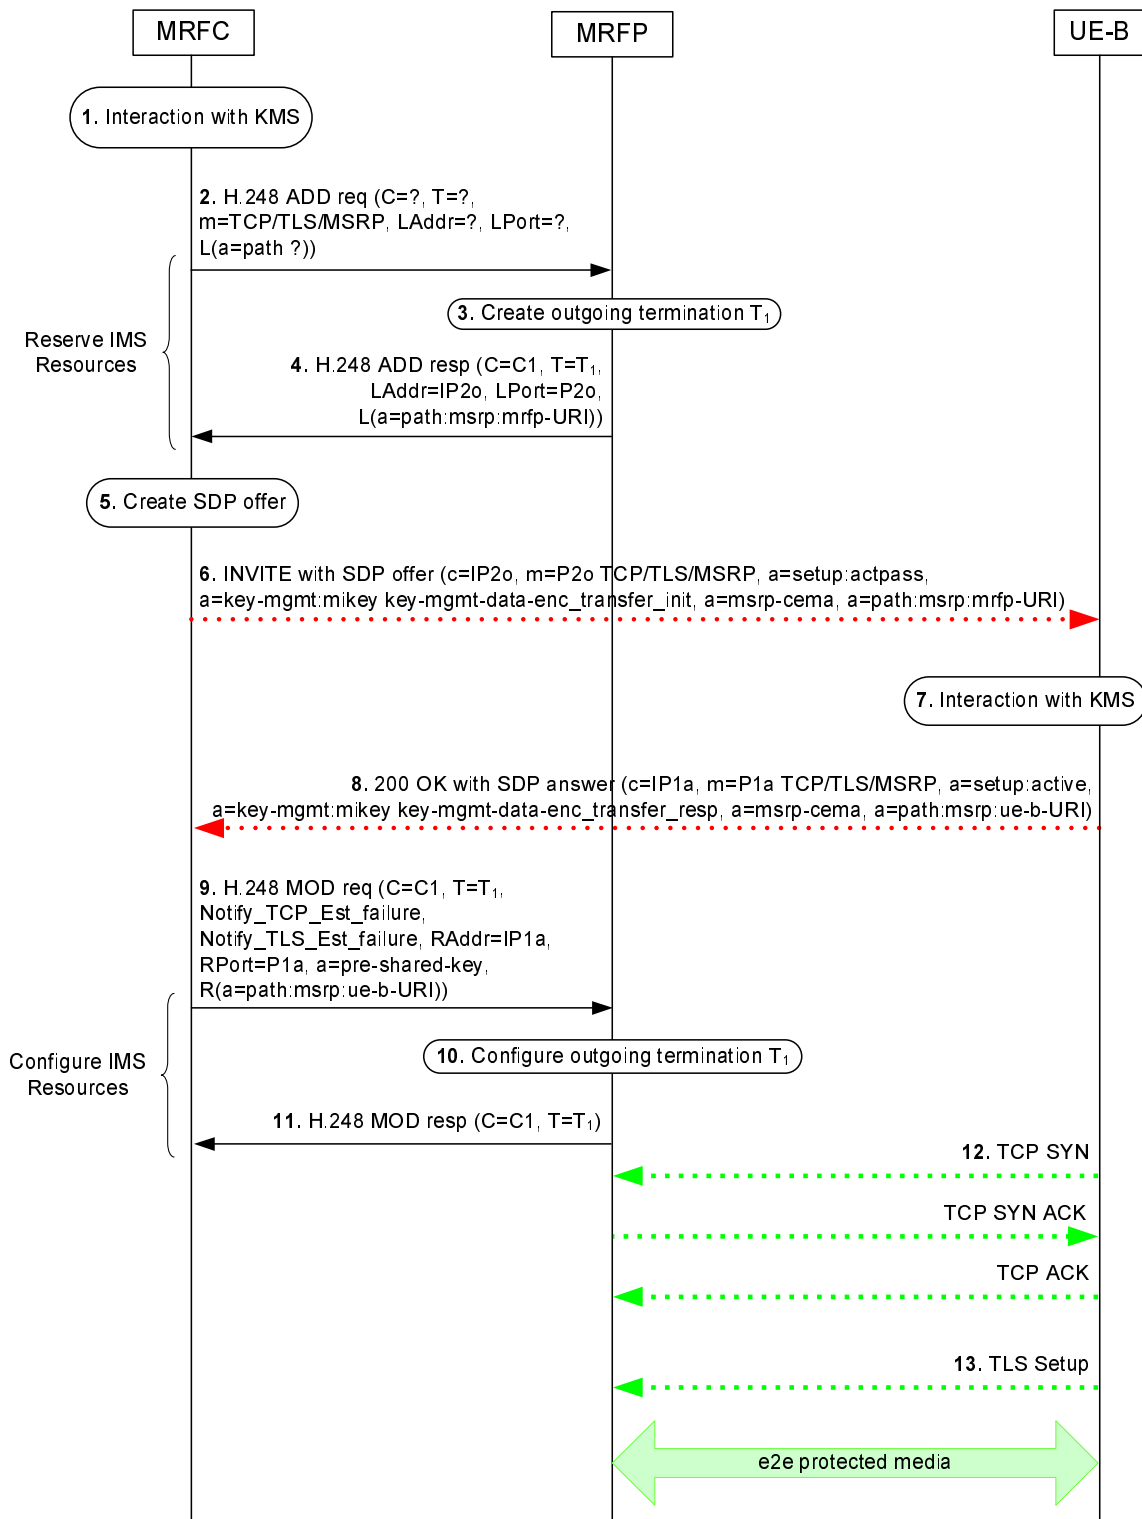 MRFC
MRFP
UE-B
1. Interaction with KMS
2. H.248 ADD req (C=?, T=?,
m=TCP/TLS/MSRP, LAddr=?, LPort=?,
L(a=path ?))
3. Create outgoing termination T1
Reserve IMS
Resources
4. H.248 ADD resp (C=C1, T=T1,
LAddr=IP2o, LPort=P2o,
L(a=path:msrp:mrfp-URI))
5. Create SDP offer
6. INVITE with SDP offer (c=IP2o, m=P2o TCP/TLS/MSRP, a=setup:actpass,
a=key-mgmt:mikey key-mgmt-data-enc_transfer_init, a=msrp-cema, a=path:msrp:mrfp-URI)
7. Interaction with KMS
8. 200 OK with SDP answer (c=IP1a, m=P1a TCP/TLS/MSRP, a=setup:active,
a=key-mgmt:mikey key-mgmt-data-enc_transfer_resp, a=msrp-cema, a=path:msrp:ue-b-URI)
9. H.248 MOD req (C=C1, T=T1,
Notify_TCP_Est_failure,
Notify_TLS_Est_failure, RAddr=IP1a,
RPort=P1a, a=pre-shared-key,
R(a=path:msrp:ue-b-URI))
10. Configure outgoing termination T1
Configure IMS
Resources
11. H.248 MOD resp (C=C1, T=T1)
12. TCP SYN
TCP SYN ACK
TCP ACK
13. TLS Setup
e2e protected media